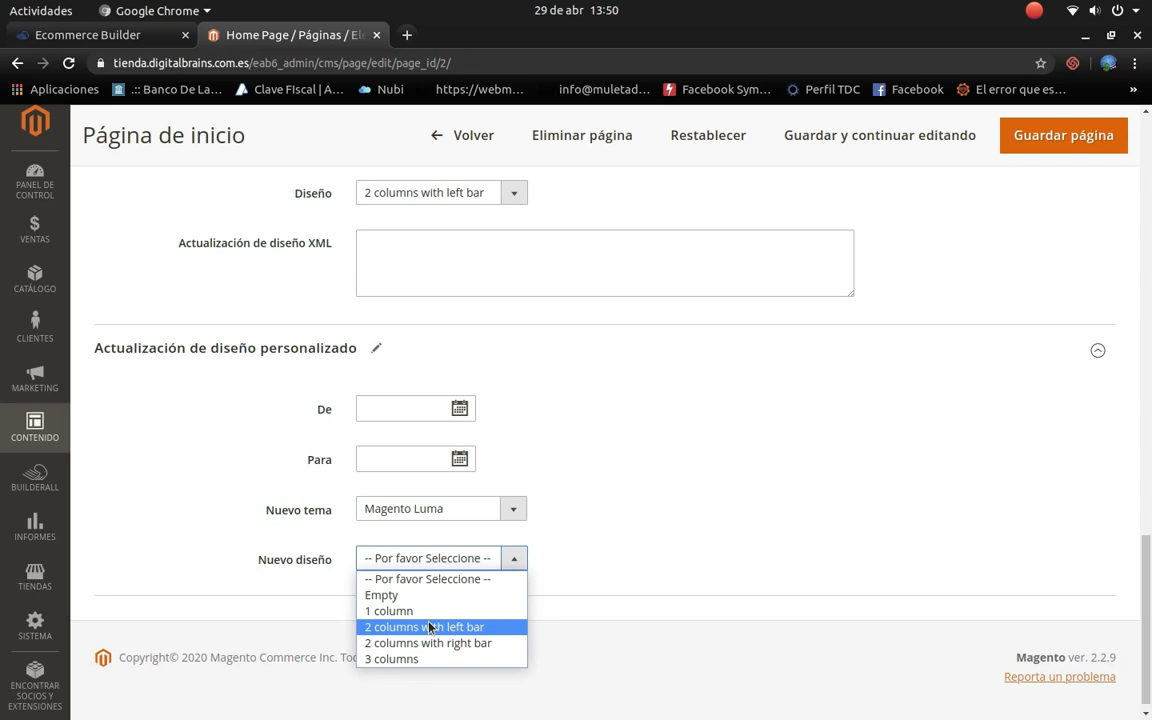 Actividades
Google Chrome
29 de abr 13:50
Ecommerce Builder
Home Page / Páginas / Ele
tienda.digitalbrains.com.es/eab6_admin/cms/page/edit/page_id/2/
Aplicaciones
.:: Banco De La...
Clave FIscal | A...
Nubi
https://webm...
info@muletad...
Facebook Sym...
Perfil TDC
Facebook
El error que es...
»
Página de inicio
Volver
Eliminar página
Restablecer
Guardar y continuar editando
Guardar página
PANEL DE
CONTROL
VENTAS
CATÁLOGO
CLIENTES
MARKETING
CONTENIDO
BUILDERALL
INFORMES
TIENDAS
SISTEMA
ENCONTRAR
SOCIOS Y
EXTENSIONES
Diseño
2 columns with left bar
Actualización de diseño XML
Actualización de diseño personalizado
De
Para
Nuevo tema
Magento Luma
Nuevo diseño
-- Por favor Seleccione --
-- Por favor Seleccione --
Empty
1 column
2 columns with left bar
2 columns with right bar
3 columns
Copyright© 2020 Magento Commerce Inc.
Magento ver. 2.2.9
Reporta un problema